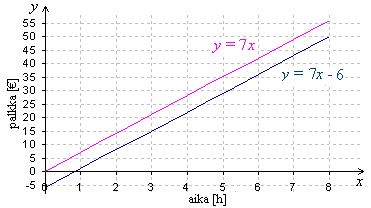 y
55
50
45
40
35
30
25
20
15
10
5
0
-5
palkka [€]
y = 7x
y = 7x - 6
0 1 2 3 4 5 6 7 8 x
aika [h]